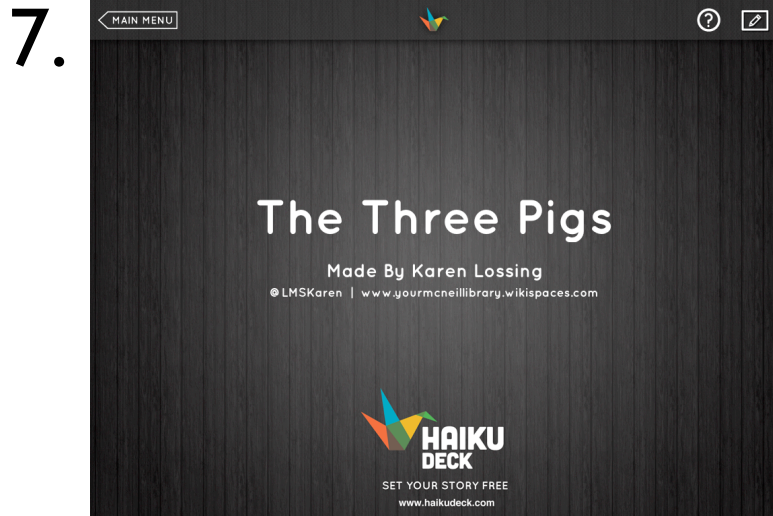 7.
MAIN MENU
?
The Three Pigs
Made By Karen Lossing
@LMSKaren | www.yourmcneillibrary.wikispaces.com
HAIKU
DECK
SET YOUR STORY FREE
www.haikudeck.com